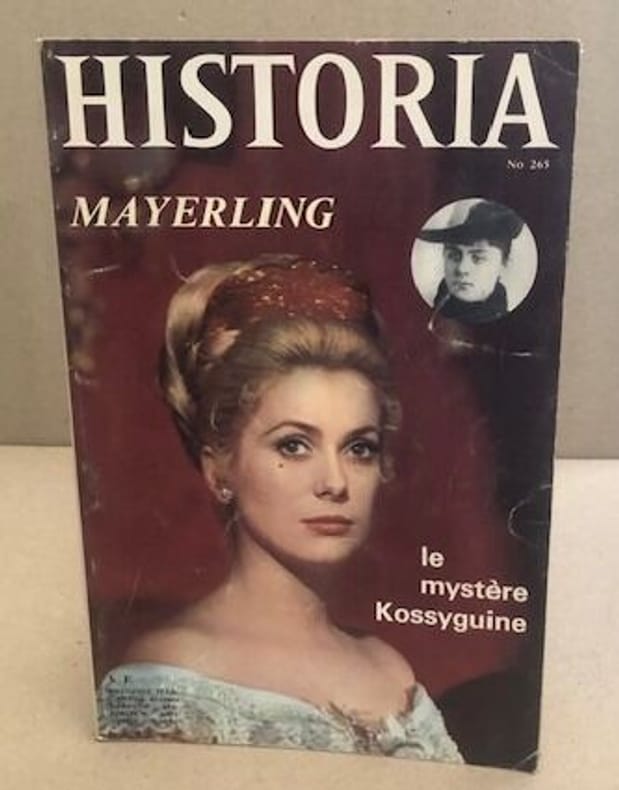 HISTORIA
No 265
MAYERLING
le
mystère
Kossyguine